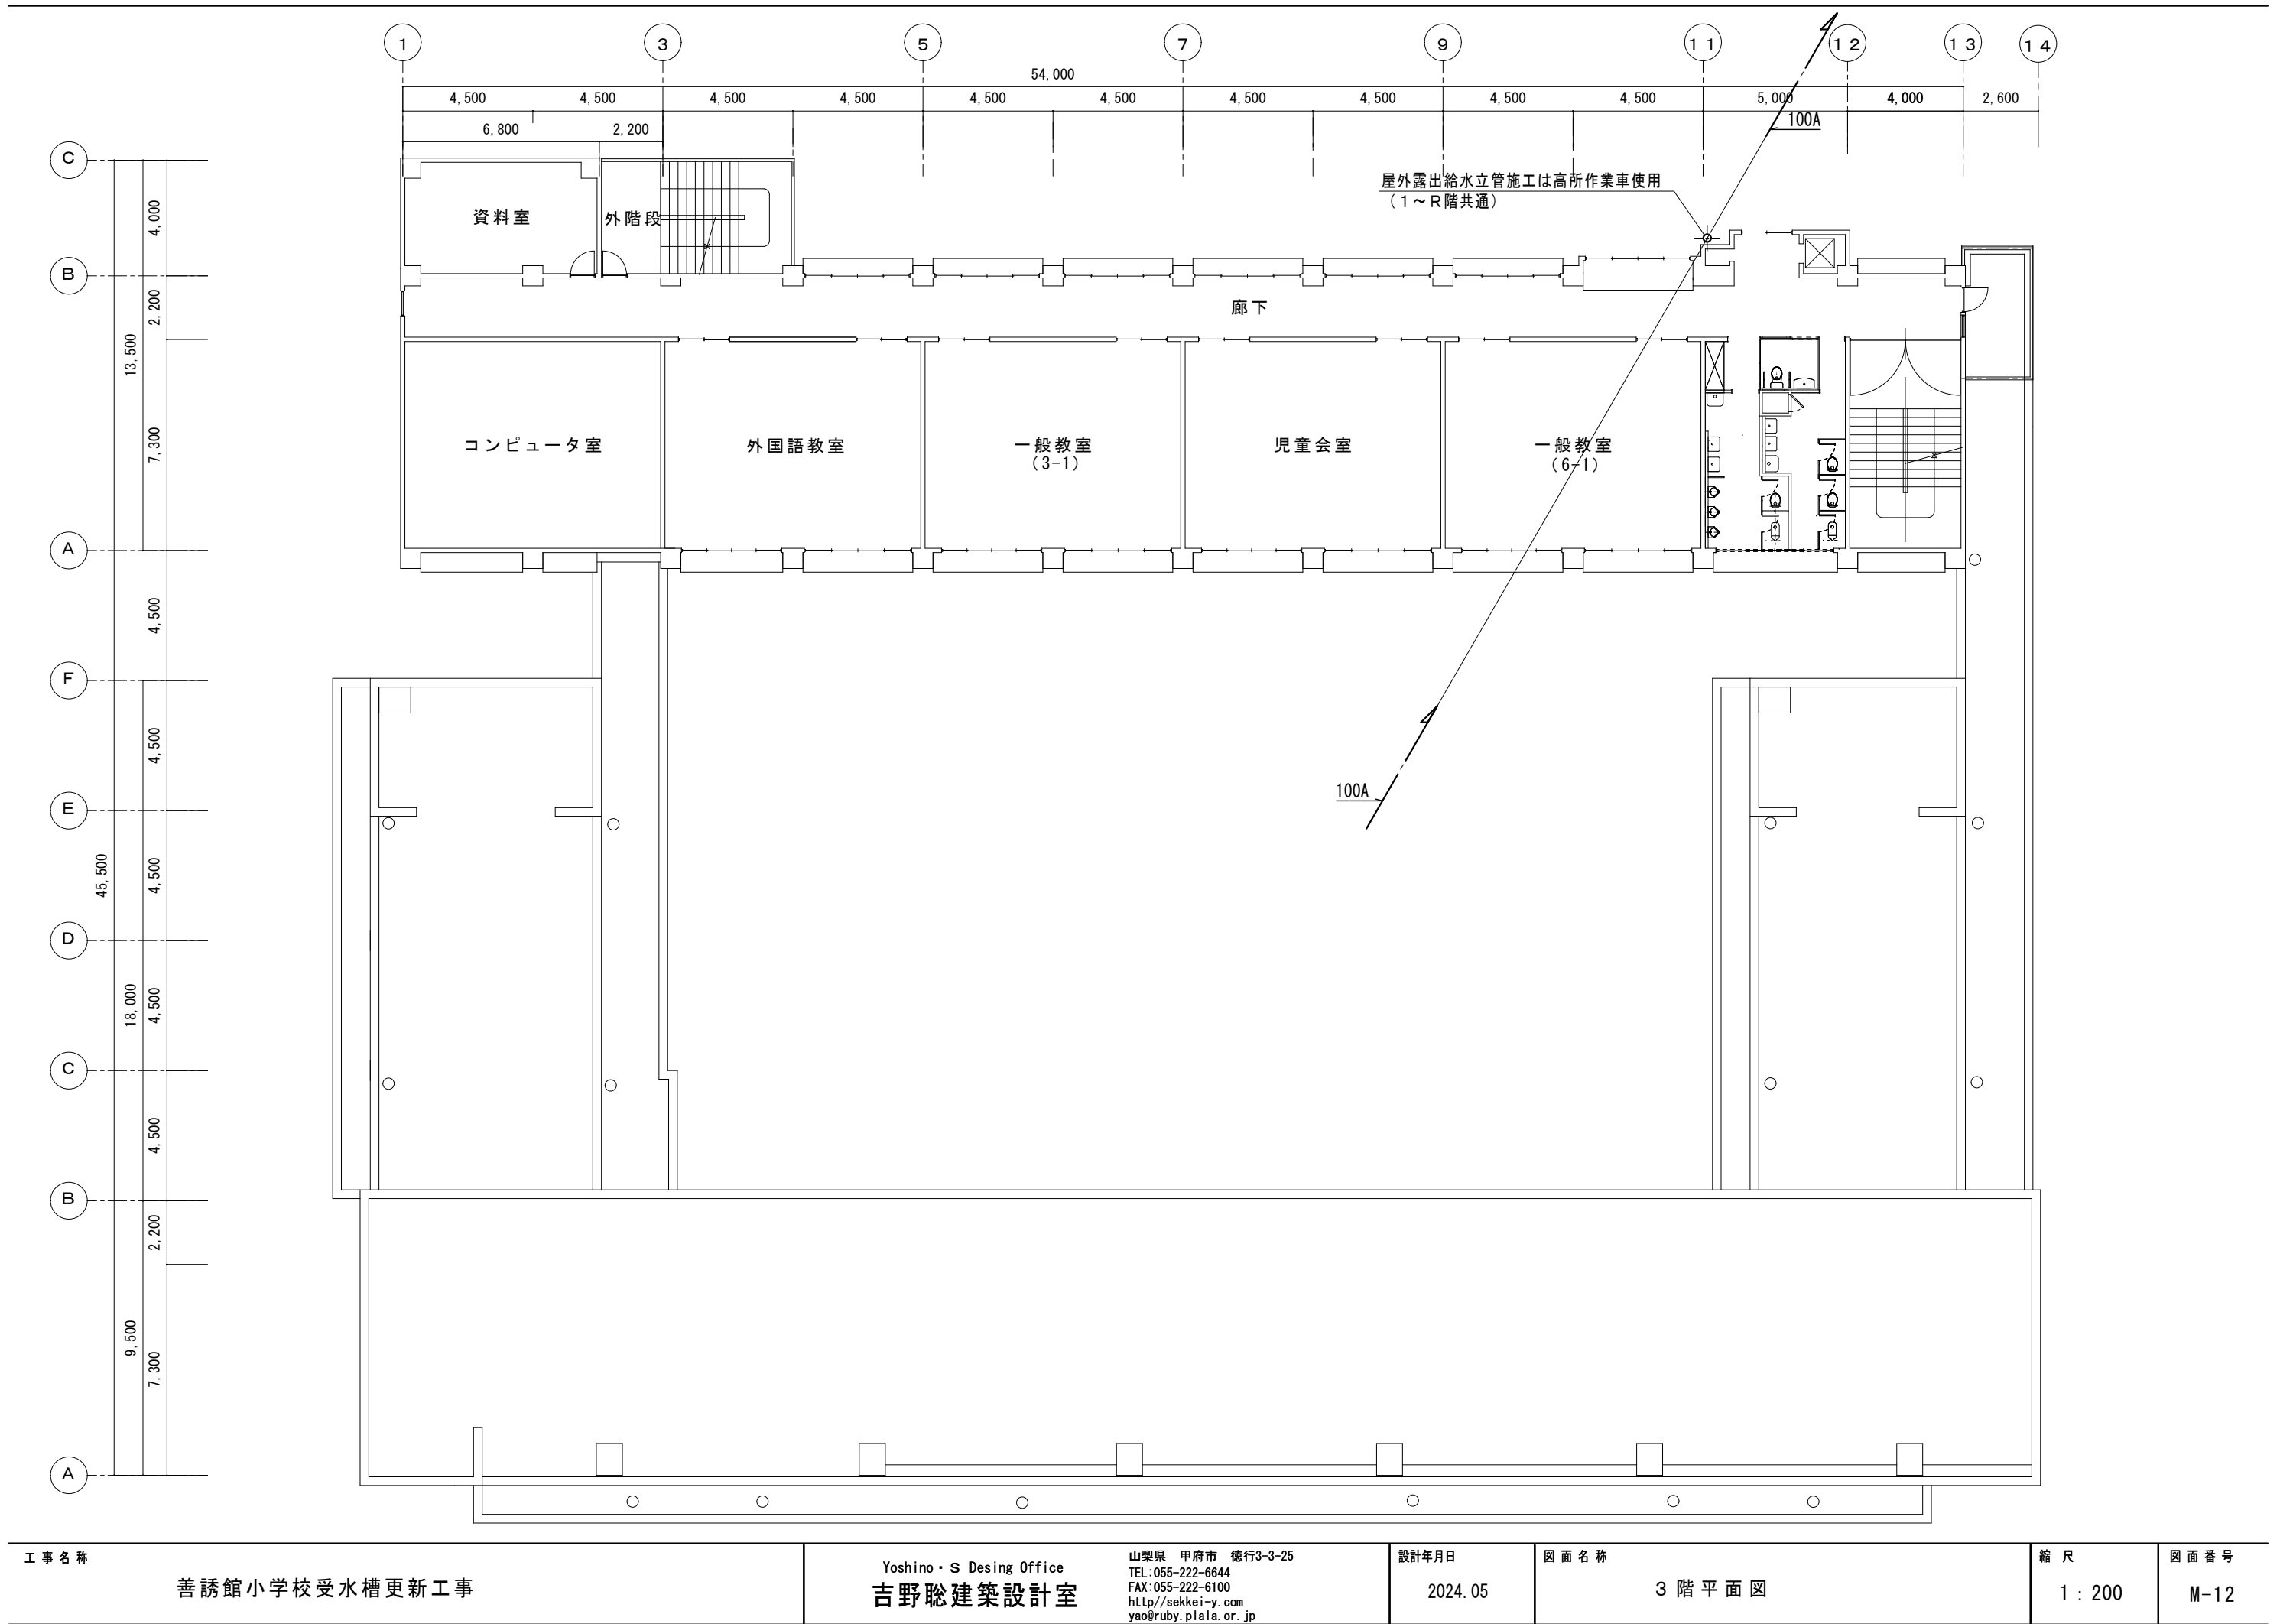 1 3 5 7 9 11 12 13 14
54,000
4,500 4,500 4,500 4,500 4,500 4,500 4,500 4,500 4,500 4,500 5,000 4,000 2,600
6,800 2,200
100A
C
屋外露出給水立管施工は高所作業車使用
(1～R階共通)
4,000
資料室
外階段
B
2,200
廊下
13,500
7,300
コンピュータ室
外国語教室
一般教室
(3-1)
児童会室
一般教室
(6-1)
A
4,500
F
4,500
100A
E
45,500
4,500
D
18,000
4,500
C
4,500
B
2,200
9,500
7,300
A
工事名称
善誘館小学校受水槽更新工事
Yoshino・S Desing Office
吉野聡建築設計室
山梨県 甲府市 徳行3-3-25
TEL:055-222-6644
FAX:055-222-6100
http//sekkei-y.com
yao@ruby.plala.or.jp
設計年月日
2024.05
図面名称
3階平面図
縮尺
1:200
図面番号
M-12